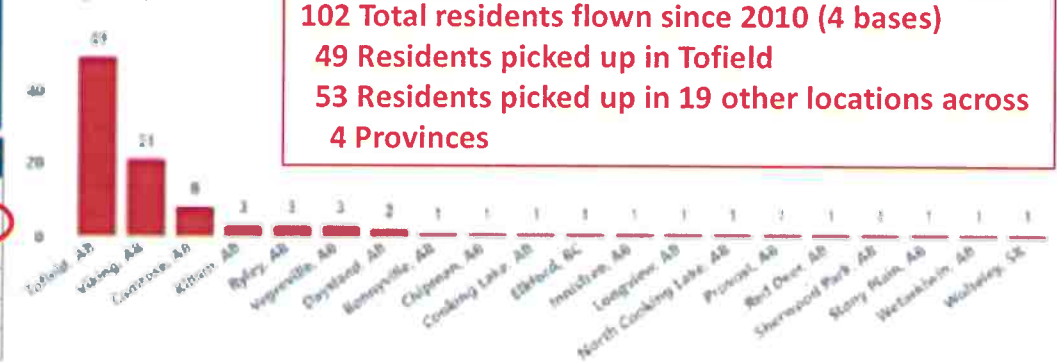 102 Total residents flown since 2010 (4 bases)
49 Residents picked up in Tofield
53 Residents picked up in 19 other locations across
4 Provinces
49
40
21
20
8
3
3
3
2
1
1
1
1
1
1
1
1
1
1
1
1
1
0
Tofield, AB
Viking, AB
Camrose, AB
Killam, AB
Ryley, AB
Vegreville, AB
Daysland, AB
Bonnyville, AB
Chipman, AB
Cooking Lake, AB
Elkford, BC
Innisfree, AB
Longview, AB
North Cooking Lake, AB
Provost, AB
Red Deer, AB
Sherwood Park, AB
Stony Plain, AB
Wetaskiwin, AB
Wolseley, SK